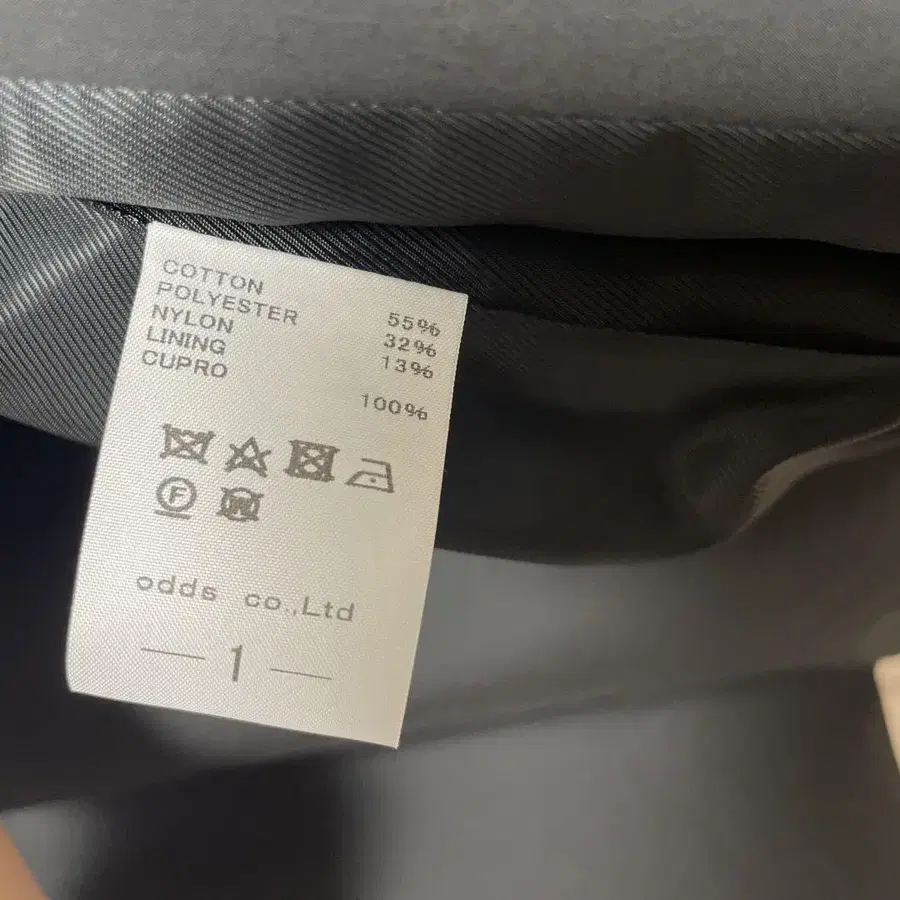 COTTON 55%
POLYESTER 32%
NYLON 13%
LINING
CUPRO 100%
F W
odds co.,Ltd
1